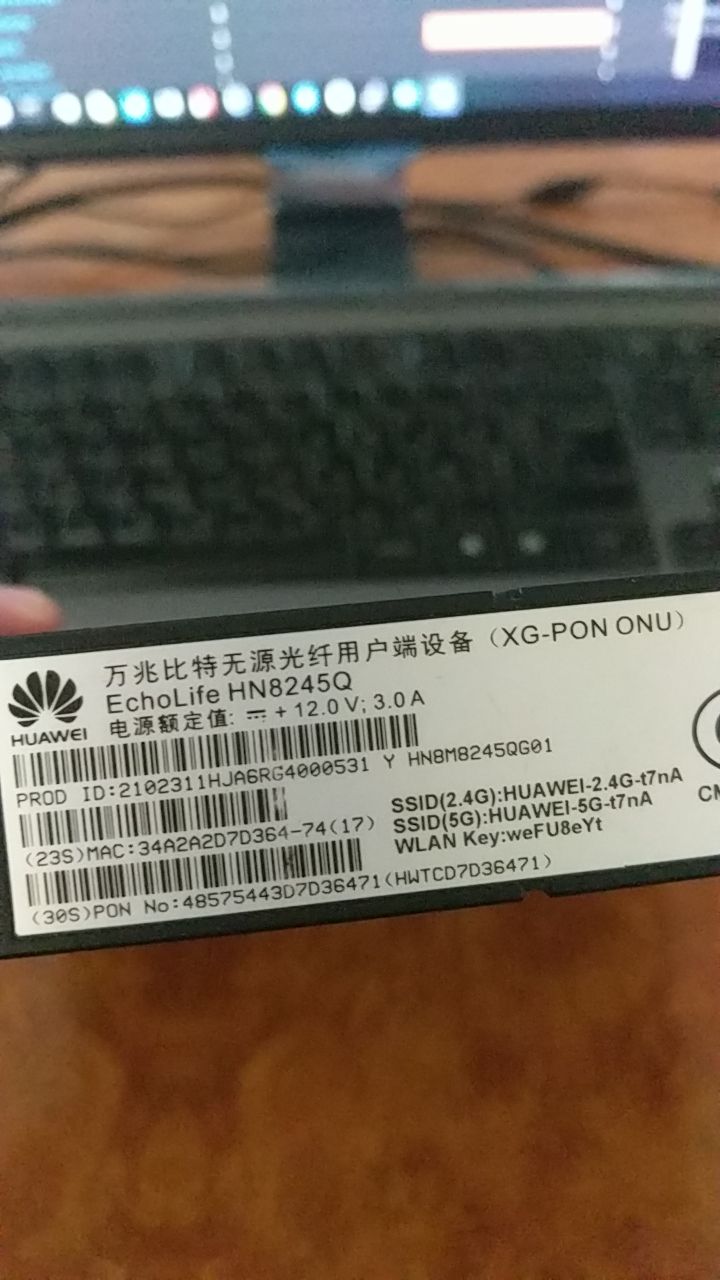 万兆比特无源光纤用户端设备（XG-PON ONU）
EchoLife HN8245Q
电源额定值: ⎓ + 12.0 V; 3.0 A
HUAWEI
PROD ID:2102311HJA6RG4000531 Y HN8M8245QG01
(23S)MAC:34A2A2D7D364-74(17)
SSID(2.4G):HUAWEI-2.4G-t7nA
SSID(5G):HUAWEI-5G-t7nA
WLAN Key:weFU8eYt
(30S)PON No:48575443D7D36471(HWTCD7D36471)
CM